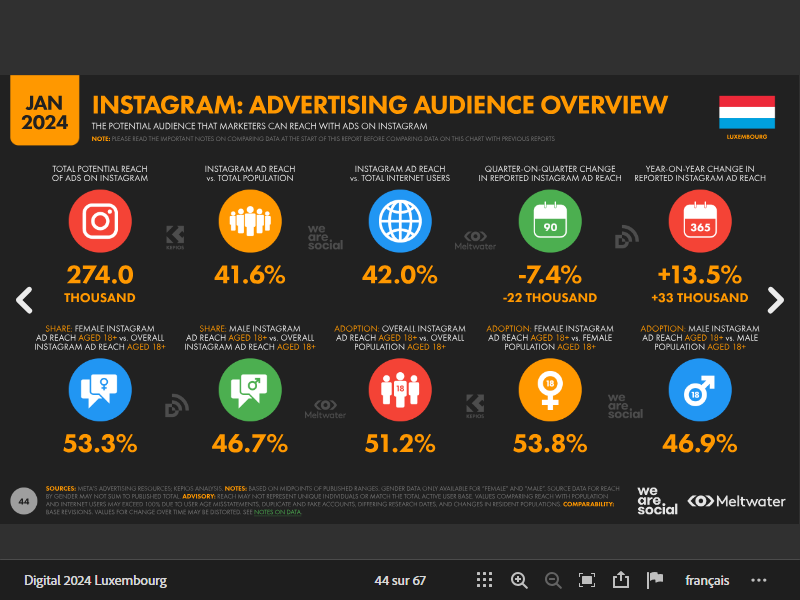 JAN
2024
INSTAGRAM: ADVERTISING AUDIENCE OVERVIEW
THE POTENTIAL AUDIENCE THAT MARKETERS CAN REACH WITH ADS ON INSTAGRAM
NOTE: PLEASE READ THE IMPORTANT NOTES ON COMPARING DATA AT THE START OF THIS REPORT BEFORE COMPARING DATA ON THIS CHART WITH PREVIOUS REPORTS
LUXEMBOURG
TOTAL POTENTIAL REACH
OF ADS ON INSTAGRAM
274.0
THOUSAND
INSTAGRAM AD REACH
vs. TOTAL POPULATION
41.6%
INSTAGRAM AD REACH
vs. TOTAL INTERNET USERS
42.0%
QUARTER-ON-QUARTER CHANGE
IN REPORTED INSTAGRAM AD REACH
90
-7.4%
-22 THOUSAND
YEAR-ON-YEAR CHANGE IN
REPORTED INSTAGRAM AD REACH
365
+13.5%
+33 THOUSAND
KEPIOS
we
are.
social
Meltwater
SHARE: FEMALE INSTAGRAM
AD REACH AGED 18+ vs. OVERALL
INSTAGRAM AD REACH AGED 18+
53.3%
SHARE: MALE INSTAGRAM
AD REACH AGED 18+ vs. OVERALL
INSTAGRAM AD REACH AGED 18+
46.7%
ADOPTION: OVERALL INSTAGRAM
AD REACH AGED 18+ vs. OVERALL
POPULATION AGED 18+
18
51.2%
ADOPTION: FEMALE INSTAGRAM
AD REACH AGED 18+ vs. FEMALE
POPULATION AGED 18+
18
53.8%
ADOPTION: MALE INSTAGRAM
AD REACH AGED 18+ vs. MALE
POPULATION AGED 18+
18
46.9%
Meltwater
KEPIOS
we
are.
social
44
SOURCES: META'S ADVERTISING RESOURCES; KEPIOS ANALYSIS. NOTES: BASED ON MIDPOINTS OF PUBLISHED RANGES. GENDER DATA ONLY AVAILABLE FOR "FEMALE" AND "MALE". SOURCE DATA FOR REACH
BY GENDER MAY NOT SUM TO PUBLISHED TOTAL. ADVISORY: REACH MAY NOT REPRESENT UNIQUE INDIVIDUALS OR MATCH THE TOTAL ACTIVE USER BASE. VALUES COMPARING REACH WITH POPULATION
AND INTERNET USERS MAY EXCEED 100% DUE TO USER AGE MISSTATEMENTS, DUPLICATE AND FAKE ACCOUNTS, DIFFERING RESEARCH DATES, AND CHANGES IN RESIDENT POPULATIONS. COMPARABILITY:
BASE REVISIONS. VALUES FOR CHANGE OVER TIME MAY BE DISTORTED. SEE NOTES ON DATA.
we
are.
social
Meltwater
Digital 2024 Luxembourg
44 sur 67
français